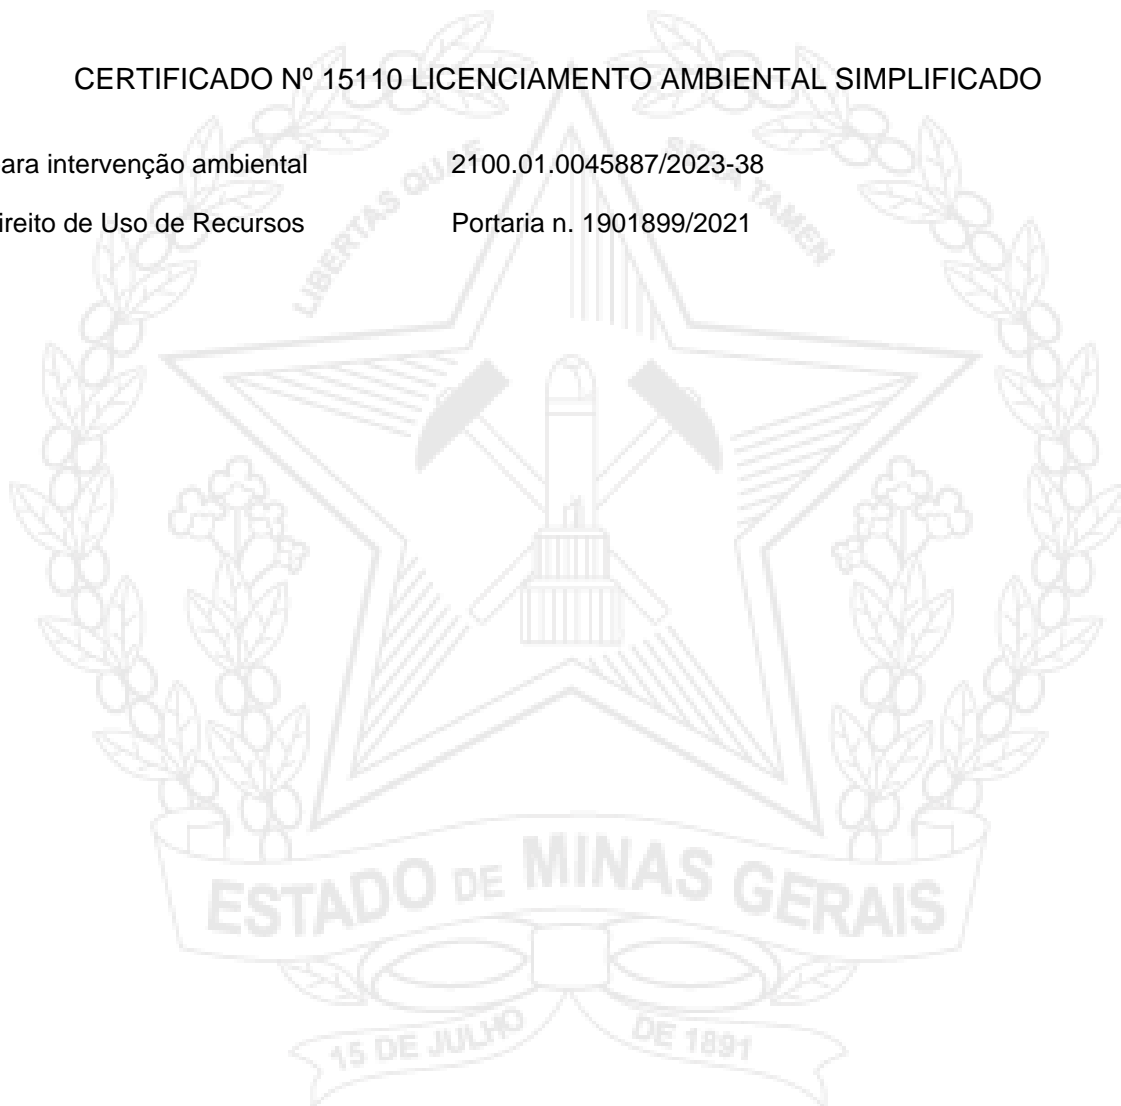 CERTIFICADO Nº 15110 LICENCIAMENTO AMBIENTAL SIMPLIFICADO
ara intervenção ambiental 2100.01.0045887/2023-38
ireito de Uso de Recursos Portaria n. 1901899/2021
LIBERTAS QUAE SERA TAMEN
ESTADO DE MINAS GERAIS
15 DE JULHO DE 1891